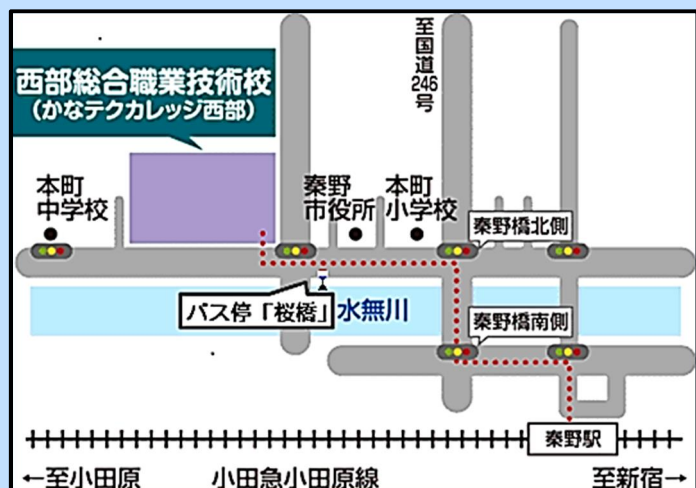 西部総合職業技術校
(かなテクカレッジ西部)
至国道246号
本町
中学校
秦野
市役所
本町
小学校
秦野橋北側
バス停「桜橋」
水無川
秦野橋南側
秦野駅
←至小田原
小田急小田原線
至新宿→